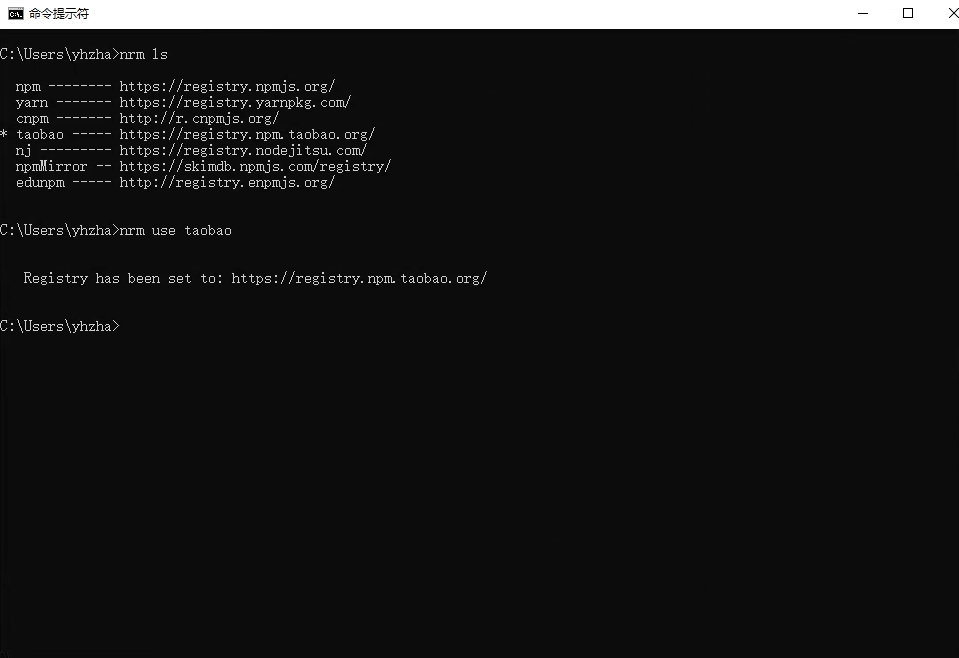 命令提示符
C:\Users\yhzha>nrm ls
npm -------- https://registry.npmjs.org/
yarn ------- https://registry.yarnpkg.com/
cnpm ------- http://r.cnpmjs.org/
* taobao ----- https://registry.npm.taobao.org/
nj --------- https://registry.nodejitsu.com/
npmMirror -- https://skimdb.npmjs.com/registry/
edunpm ----- http://registry.enpmjs.org/
C:\Users\yhzha>nrm use taobao
Registry has been set to: https://registry.npm.taobao.org/
C:\Users\yhzha>